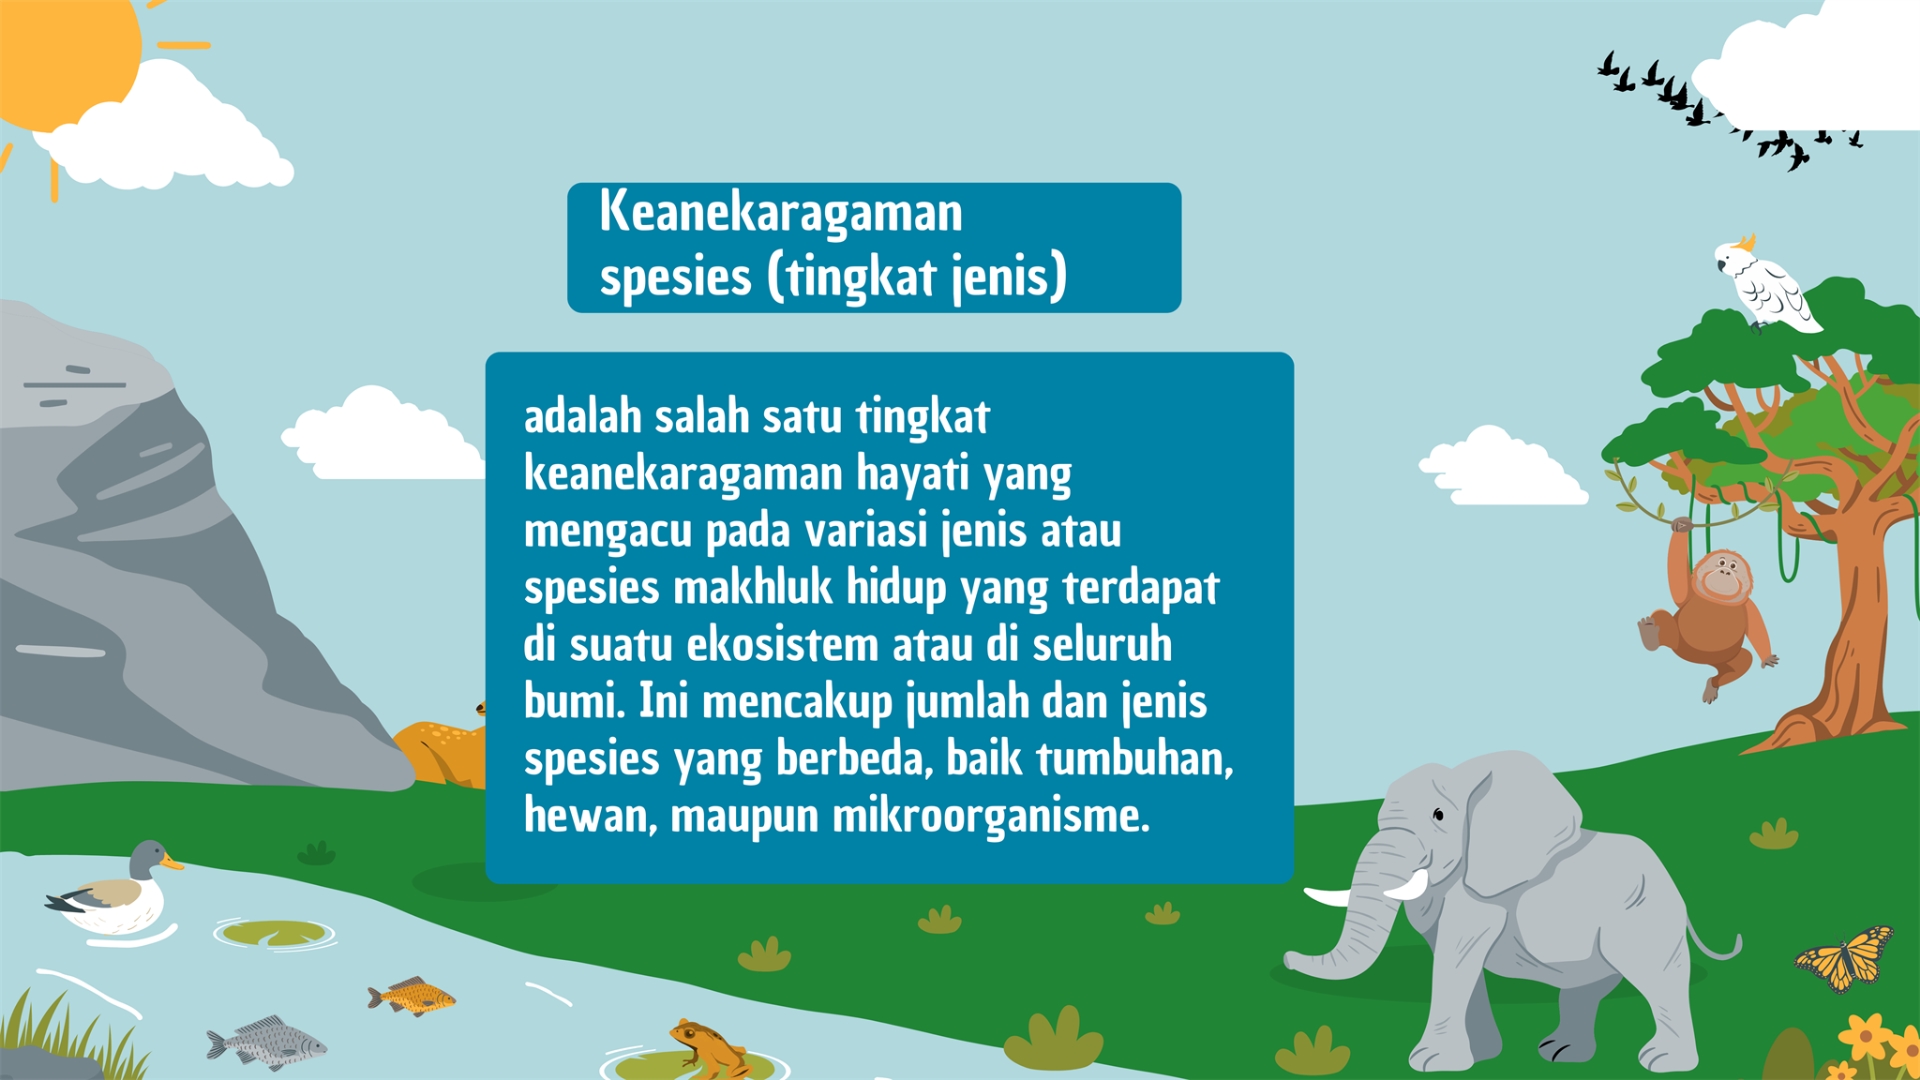 Keanekaragaman
spesies (tingkat jenis)
adalah salah satu tingkat
keanekaragaman hayati yang
mengacu pada variasi jenis atau
spesies makhluk hidup yang terdapat
di suatu ekosistem atau di seluruh
bumi. Ini mencakup jumlah dan jenis
spesies yang berbeda, baik tumbuhan,
hewan, maupun mikroorganisme.